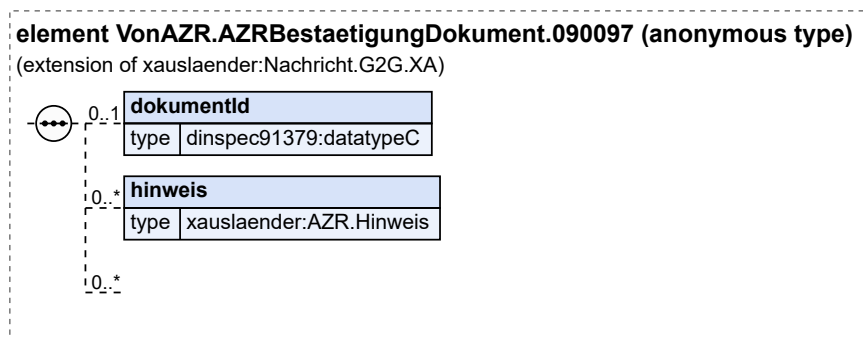 element VonAZR.AZRBestaetigungDokument.090097 (anonymous type)
(extension of xauslaender:Nachricht.G2G.XA)
0..1 dokumentId
type dinspec91379:datatypeC
0..* hinweis
type xauslaender:AZR.Hinweis
0..*